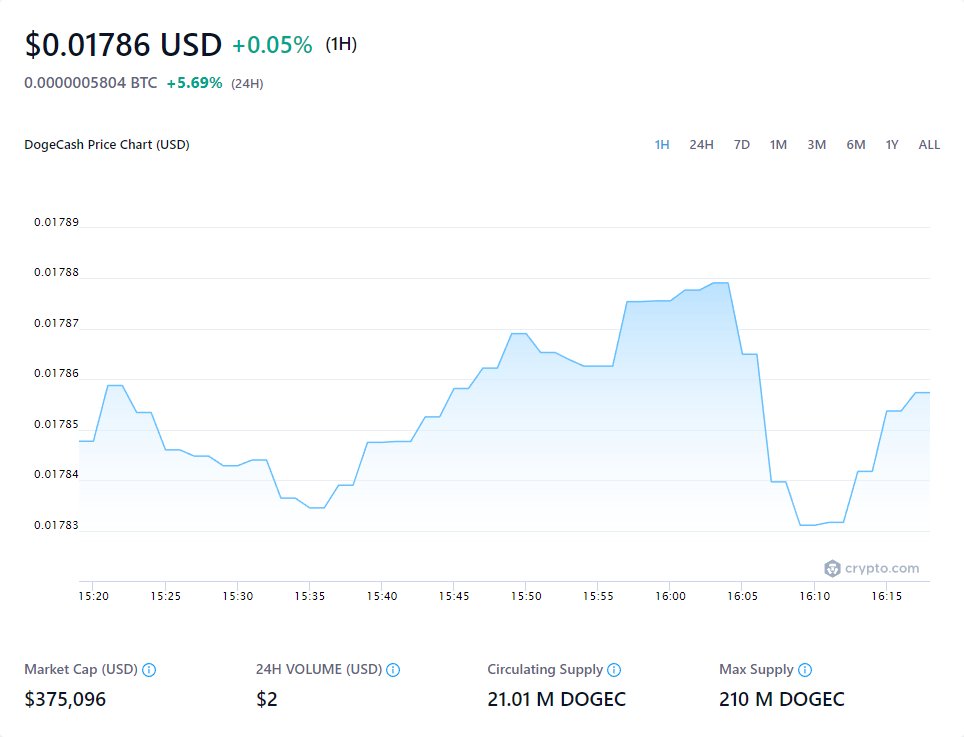 $0.01786 USD +0.05% (1H)
0.0000005804 BTC +5.69% (24H)
DogeCash Price Chart (USD) 1H 24H 7D 1M 3M 6M 1Y ALL
0.01789
0.01788
0.01787
0.01786
0.01785
0.01784
0.01783
crypto.com
15:20 15:25 15:30 15:35 15:40 15:45 15:50 15:55 16:00 16:05 16:10 16:15
Market Cap (USD) 24H VOLUME (USD) Circulating Supply Max Supply
$375,096 $2 21.01 M DOGEC 210 M DOGEC